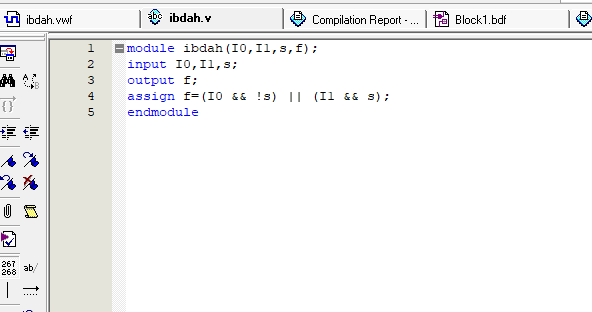 ibdah.vwf
abc ibdah.v
Compilation Report - ...
Block1.bdf
1 module ibdah(I0,I1,s,f);
2 input I0,I1,s;
3 output f;
4 assign f=(I0 && !s) || (I1 && s);
5 endmodule
267
268
ab/